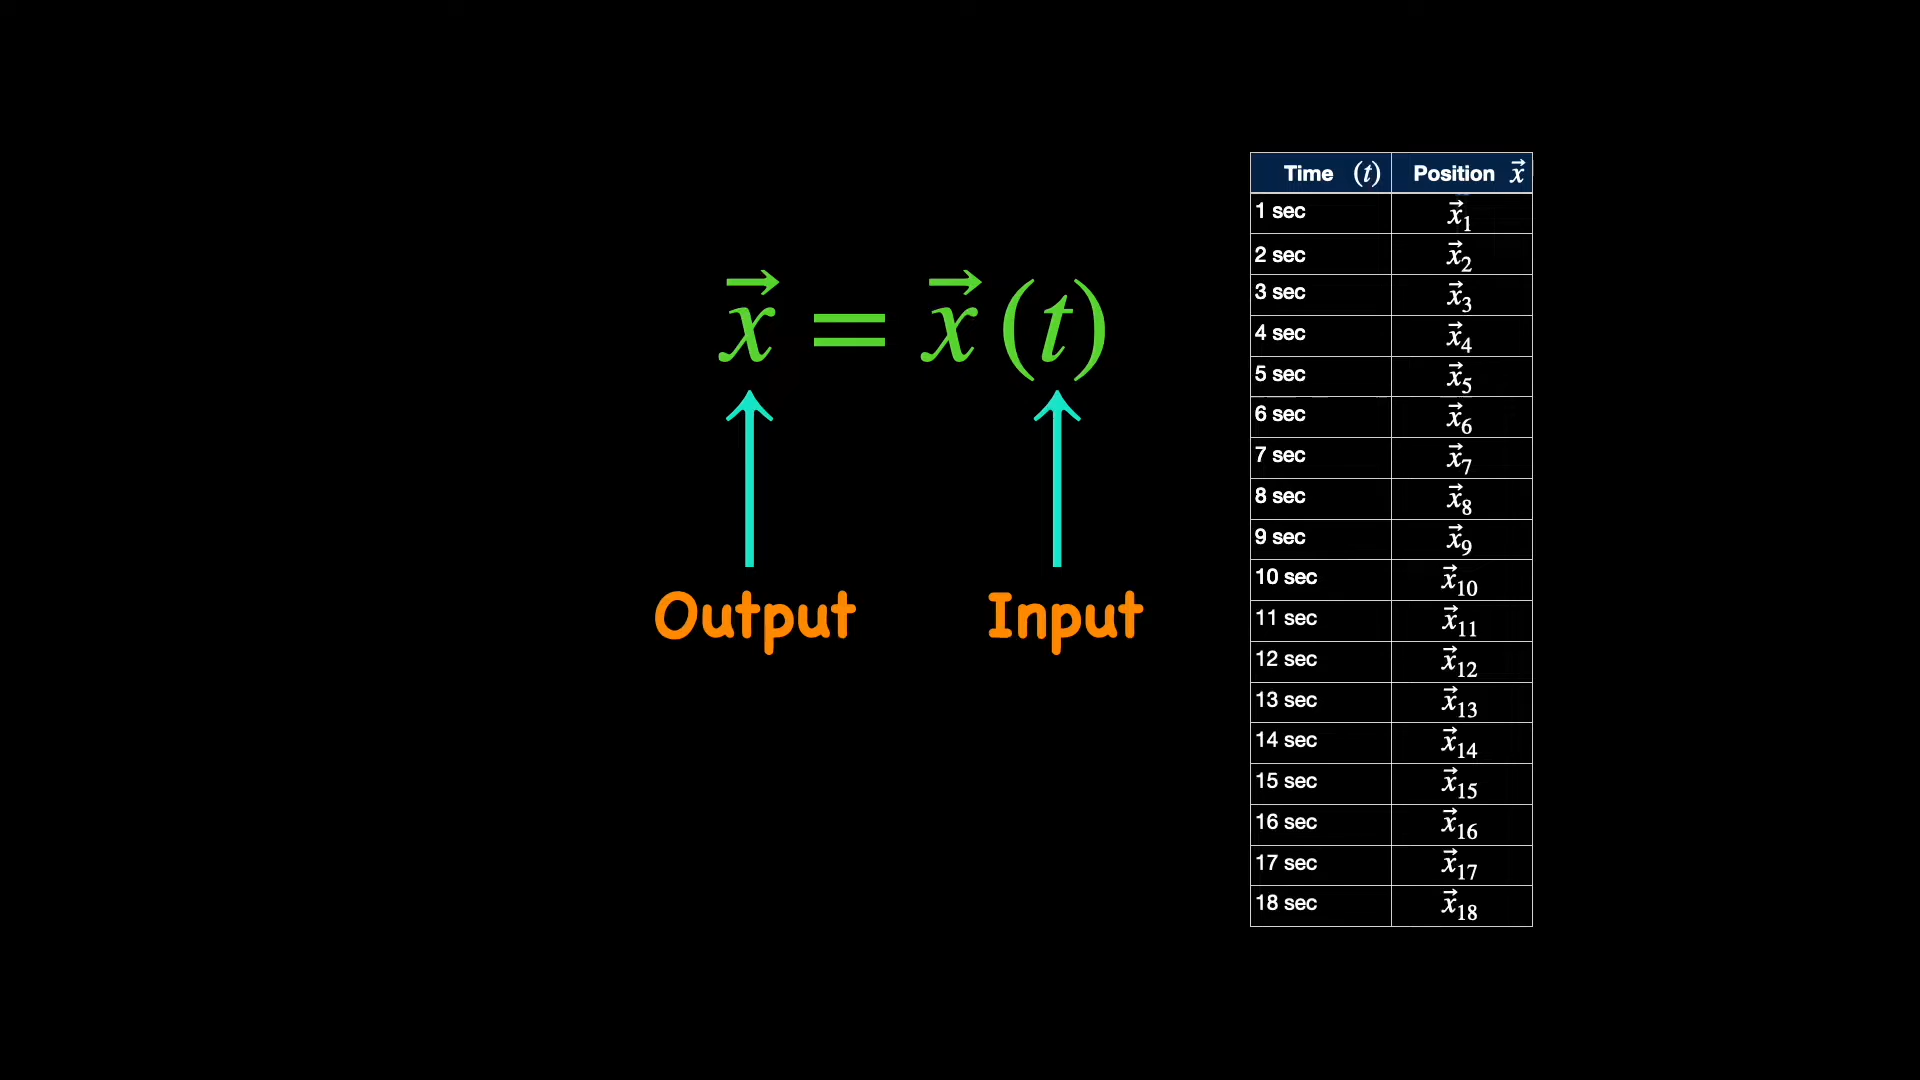 x⃗ = x⃗ (t)
Output Input
Time (t) Position x⃗
1 sec x⃗₁
2 sec x⃗₂
3 sec x⃗₃
4 sec x⃗₄
5 sec x⃗₅
6 sec x⃗₆
7 sec x⃗₇
8 sec x⃗₈
9 sec x⃗₉
10 sec x⃗₁₀
11 sec x⃗₁₁
12 sec x⃗₁₂
13 sec x⃗₁₃
14 sec x⃗₁₄
15 sec x⃗₁₅
16 sec x⃗₁₆
17 sec x⃗₁₇
18 sec x⃗₁₈